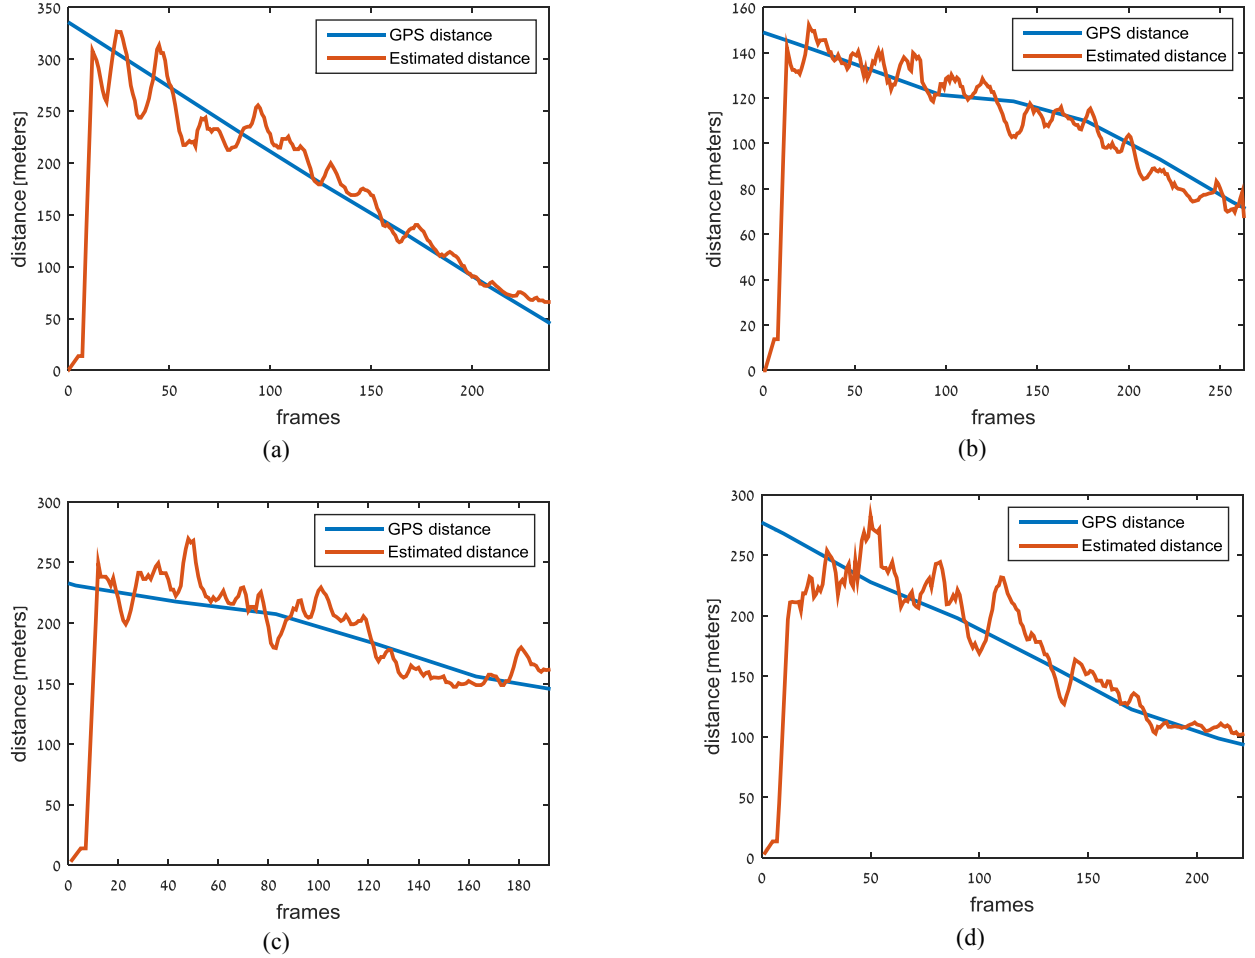 350
300
250
200
150
100
50
0
distance [meters]
GPS distance
Estimated distance
0 50 100 150 200
frames
(a)
160
140
120
100
80
60
40
20
0
distance [meters]
GPS distance
Estimated distance
0 50 100 150 200 250
frames
(b)
300
250
200
150
100
50
0
distance [meters]
GPS distance
Estimated distance
0 20 40 60 80 100 120 140 160 180
frames
(c)
300
250
200
150
100
50
0
distance [meters]
GPS distance
Estimated distance
0 50 100 150 200
frames
(d)